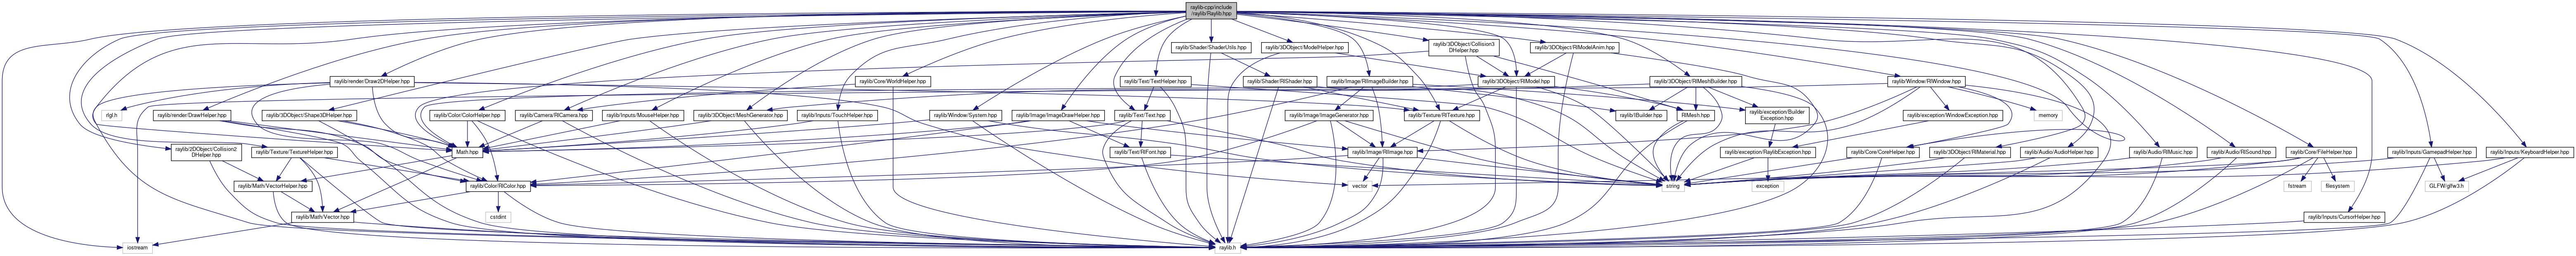 raylib-cpp/include
/raylib/Raylib.hpp
raylib/Shader/ShaderUtils.hpp
raylib/3DObject/ModelHelper.hpp
raylib/3DObject/Collision3
DHelper.hpp
raylib/3DObject/RlModelAnim.hpp
raylib/render/Draw2DHelper.hpp
raylib/Core/WorldHelper.hpp
raylib/Text/TextHelper.hpp
raylib/Shader/RlShader.hpp
raylib/Image/RlImageBuilder.hpp
raylib/3DObject/RlModel.hpp
raylib/3DObject/RlMeshBuilder.hpp
raylib/Window/RlWindow.hpp
rlgl.h
raylib/render/DrawHelper.hpp
raylib/3DObject/Shape3DHelper.hpp
raylib/Color/ColorHelper.hpp
raylib/Camera/RlCamera.hpp
raylib/Inputs/MouseHelper.hpp
raylib/3DObject/MeshGenerator.hpp
raylib/Inputs/TouchHelper.hpp
raylib/Window/System.hpp
raylib/Image/ImageDrawHelper.hpp
raylib/Text/Text.hpp
raylib/Image/ImageGenerator.hpp
raylib/Texture/RlTexture.hpp
raylib/IBuilder.hpp
RlMesh.hpp
raylib/exception/Builder
Exception.hpp
raylib/exception/WindowException.hpp
memory
raylib/2DObject/Collision2
DHelper.hpp
raylib/Texture/TextureHelper.hpp
Math.hpp
raylib/Text/RlFont.hpp
raylib/Image/RlImage.hpp
raylib/exception/RaylibException.hpp
raylib/Core/CoreHelper.hpp
raylib/3DObject/RlMaterial.hpp
raylib/Audio/AudioHelper.hpp
raylib/Audio/RlMusic.hpp
raylib/Audio/RlSound.hpp
raylib/Core/FileHelper.hpp
raylib/Inputs/GamepadHelper.hpp
raylib/Inputs/KeyboardHelper.hpp
raylib/Math/VectorHelper.hpp
raylib/Color/RlColor.hpp
vector
string
exception
fstream
filesystem
GLFW/glfw3.h
raylib/Math/Vector.hpp
cstdint
raylib/Inputs/CursorHelper.hpp
iostream
raylib.h